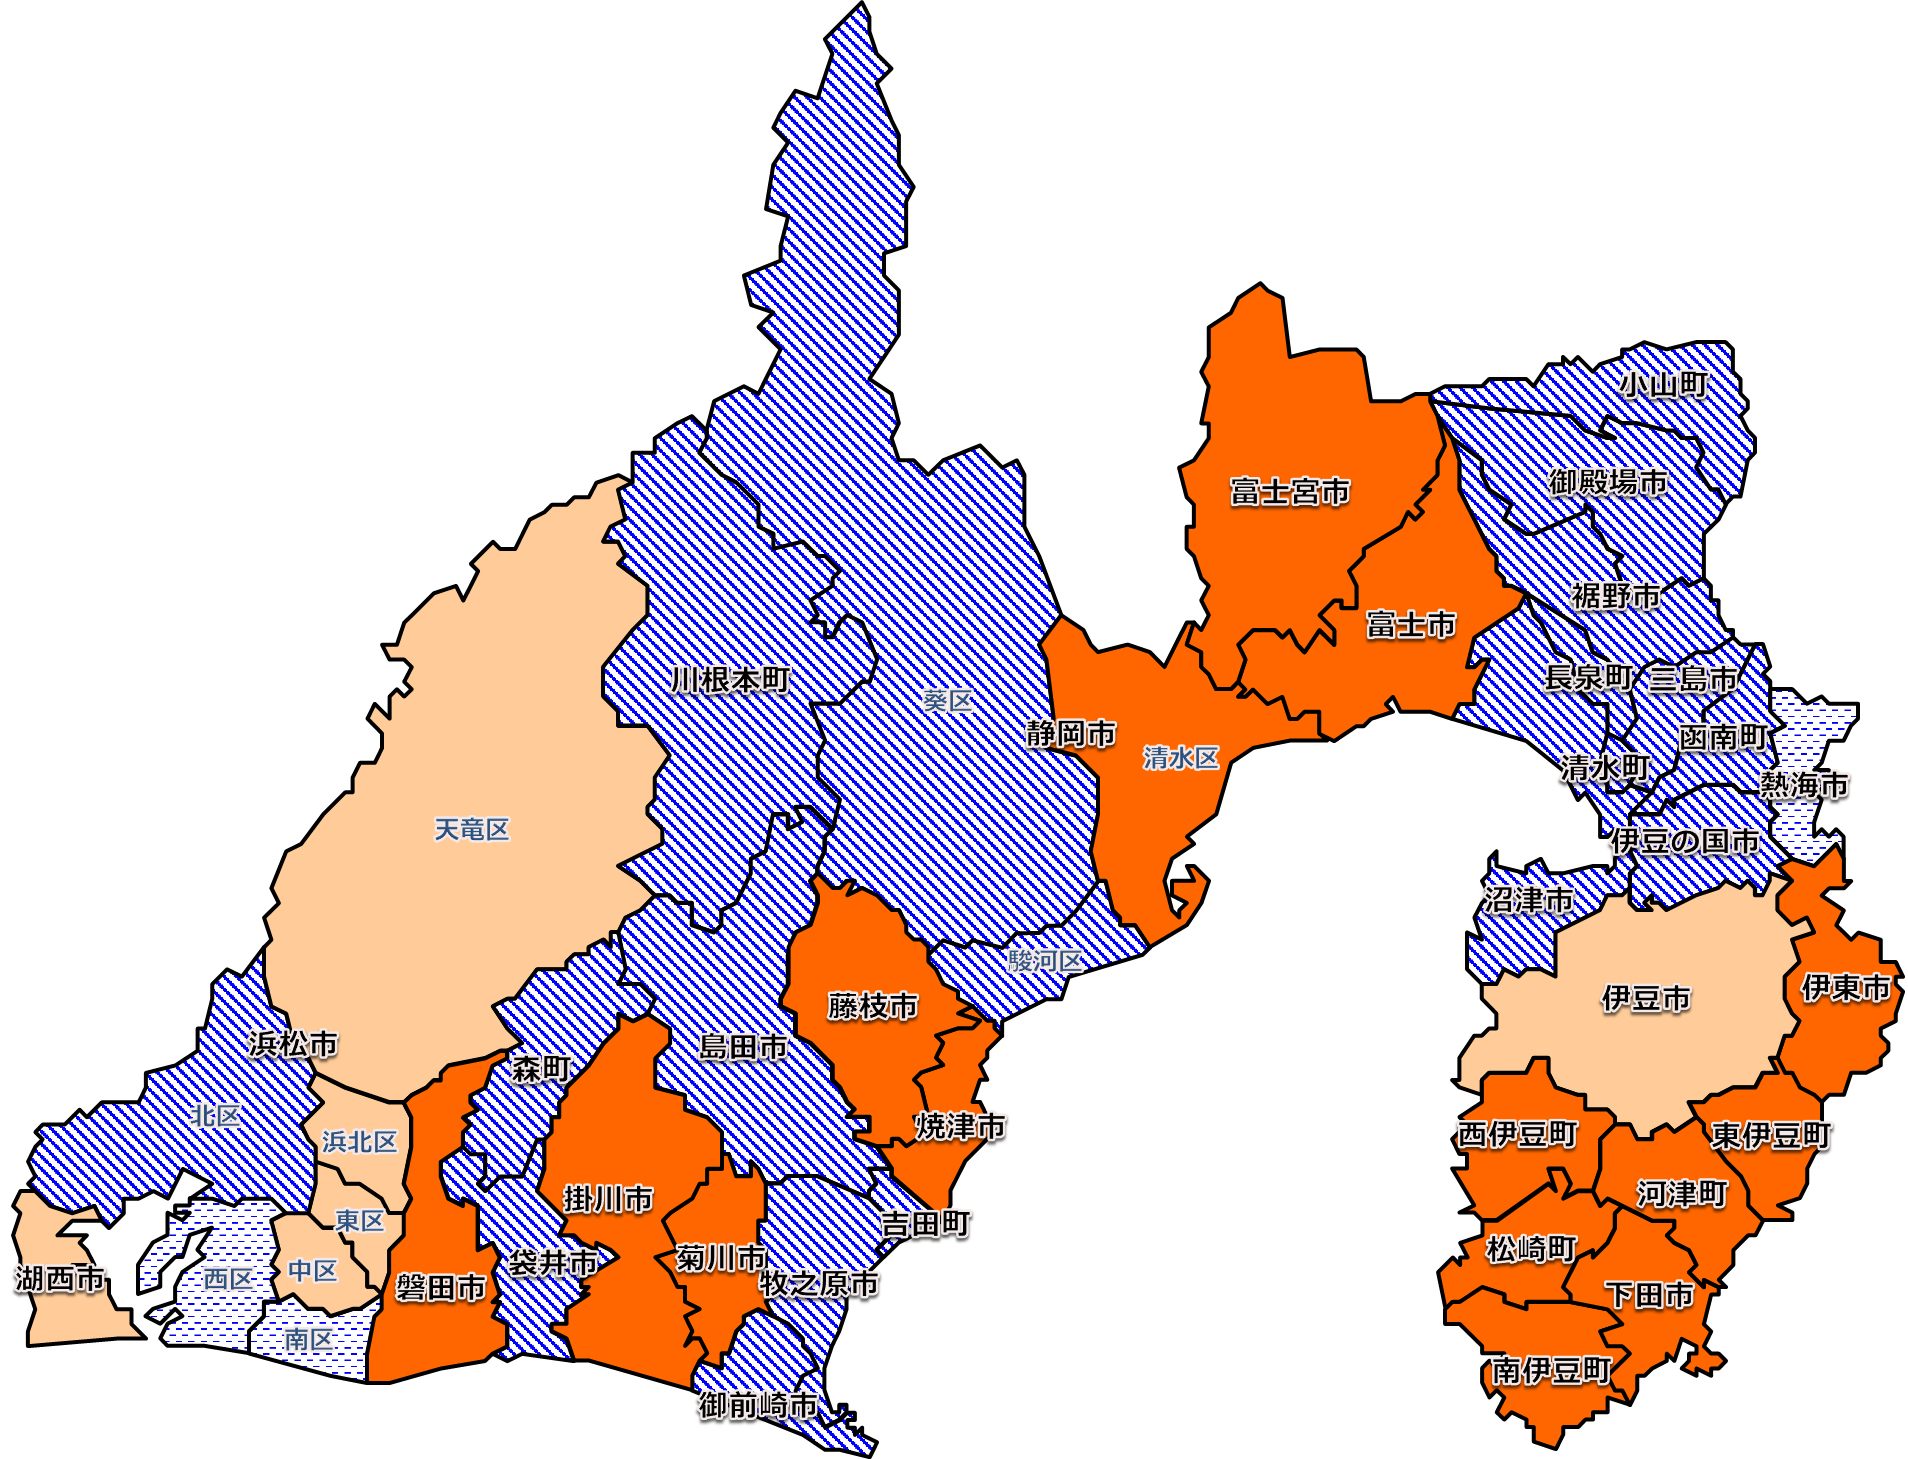 小山町
御殿場市
富士宮市
裾野市
富士市
川根本町
長泉町
三島市
葵区
静岡市
函南町
清水区
清水町
熱海市
天竜区
伊豆の国市
沼津市
駿河区
伊東市
伊豆市
藤枝市
浜松市
島田市
森町
北区
焼津市
西伊豆町
東伊豆町
浜北区
河津町
掛川市
東区
吉田町
松崎町
菊川市
袋井市
中区
湖西市
西区
磐田市
牧之原市
下田市
南区
南伊豆町
御前崎市